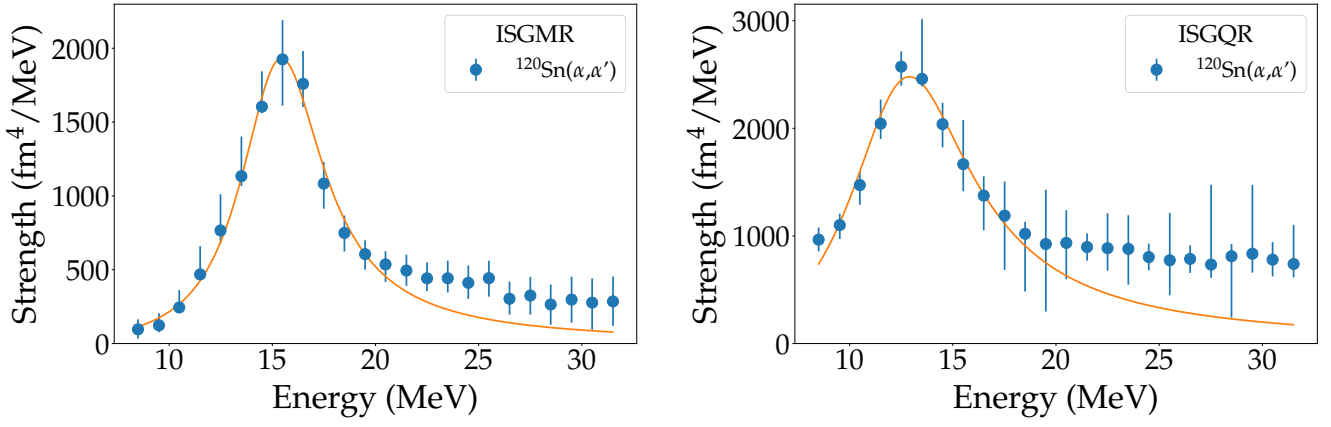 ISGMR
¹²⁰Sn(α,α′)
Strength (fm⁴/MeV)
2000
1500
1000
500
0
10 15 20 25 30
Energy (MeV)
ISGQR
¹²⁰Sn(α,α′)
Strength (fm⁴/MeV)
3000
2000
1000
0
10 15 20 25 30
Energy (MeV)